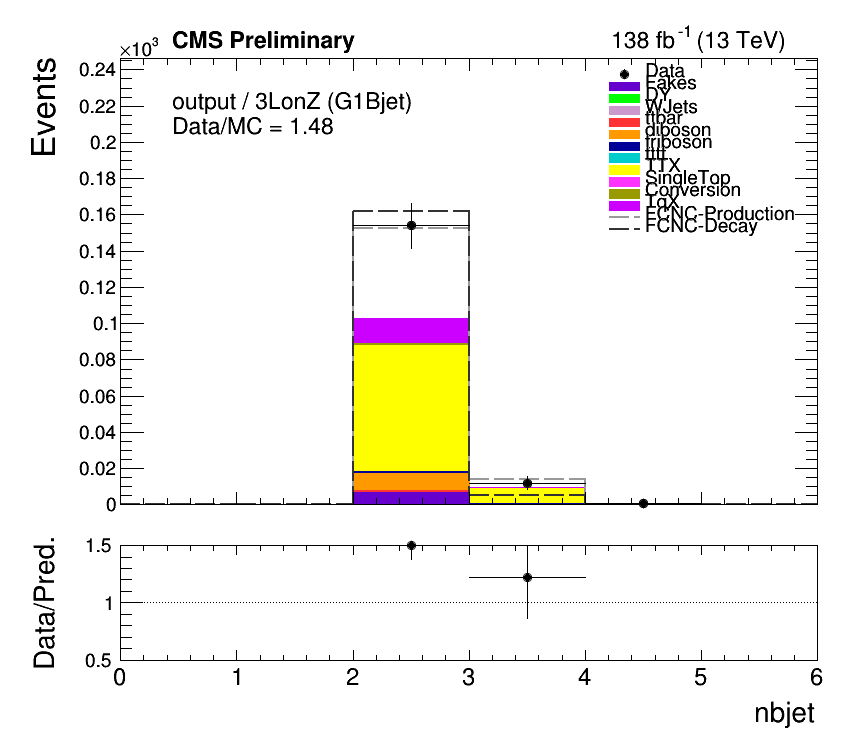 ×10³ CMS Preliminary 138 fb⁻¹ (13 TeV)
Events
output / 3LonZ (G1Bjet)
Data/MC = 1.48
Data
Fakes
DY
WJets
ttbar
diboson
triboson
tttt
TTX
SingleTop
Conversion
TqX
FCNC-Production
FCNC-Decay
0.24
0.22
0.2
0.18
0.16
0.14
0.12
0.1
0.08
0.06
0.04
0.02
0
Data/Pred.
1.5
1
0.5
0 1 2 3 4 5 6
nbjet